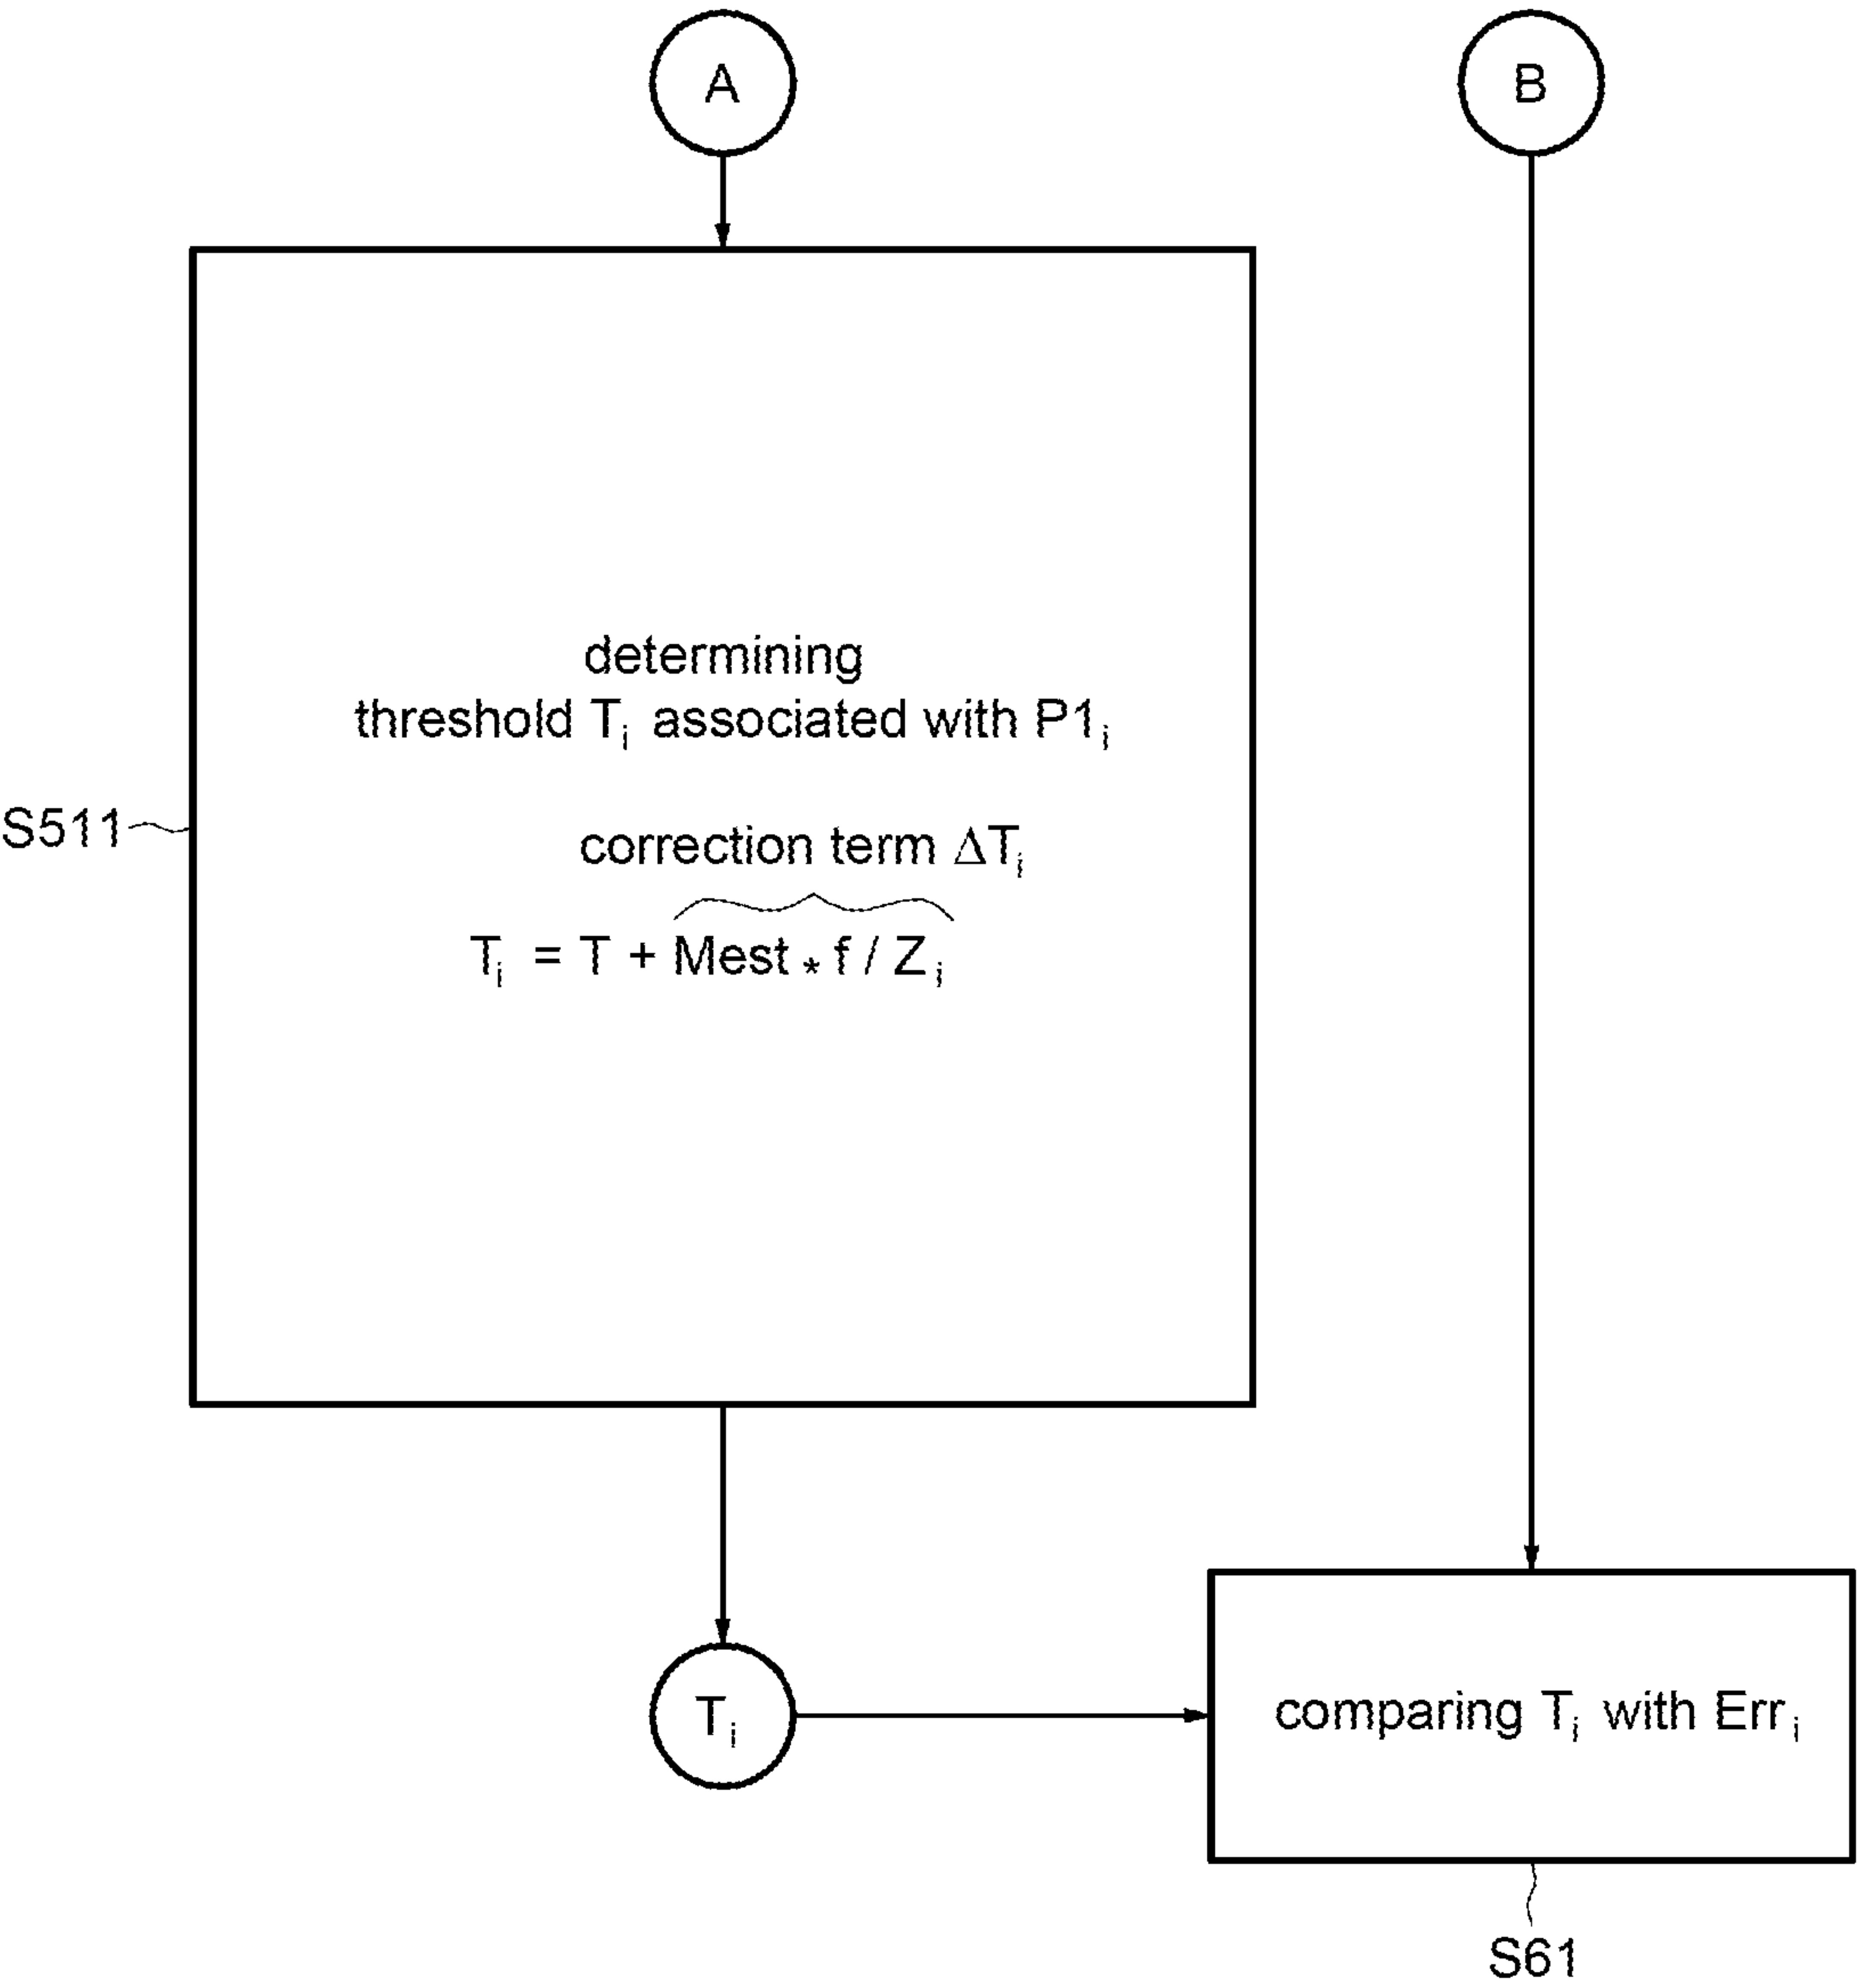 A
B
determining
threshold Tᵢ associated with P1ᵢ
correction term ΔTᵢ
Tᵢ = T + Mest * f / Zᵢ
S511
Tᵢ
comparing Tᵢ with Errᵢ
S61